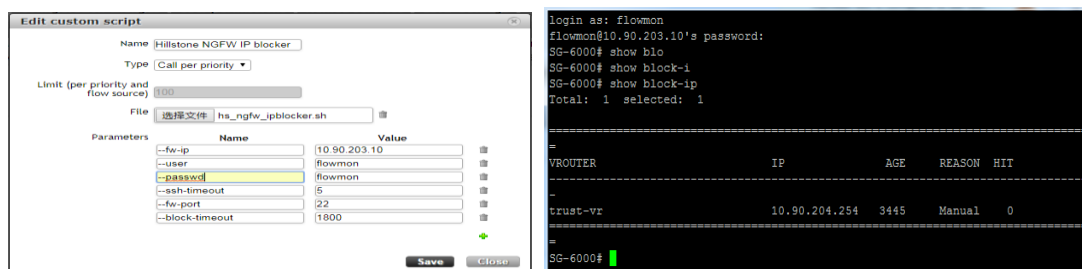 Edit custom script
Name Hillstone NGFW IP blocker
Type Call per priority
Limit (per priority and
flow source) 100
File 选择文件 hs_ngfw_ipblocker.sh
Parameters Name Value
--fw-ip 10.90.203.10
--user flowmon
--passwd flowmon
--ssh-timeout 5
--fw-port 22
--block-timeout 1800
Save Close
login as: flowmon
flowmon@10.90.203.10's password:
SG-6000# show blo
SG-6000# show block-i
SG-6000# show block-ip
Total: 1 selected: 1
================================================================================
=
VROUTER IP AGE REASON HIT
--------------------------------------------------------------------------------
-
trust-vr 10.90.204.254 3445 Manual 0
================================================================================
=
SG-6000#